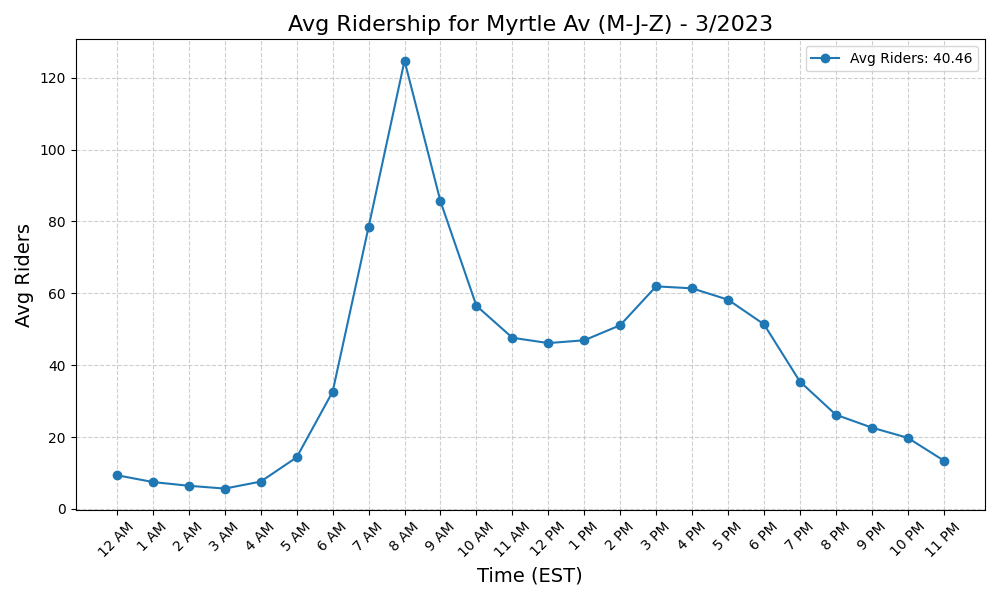 Avg Ridership for Myrtle Av (M-J-Z) - 3/2023
Avg Riders: 40.46
Avg Riders
120
100
80
60
40
20
0
12 AM
1 AM
2 AM
3 AM
4 AM
5 AM
6 AM
7 AM
8 AM
9 AM
10 AM
11 AM
12 PM
1 PM
2 PM
3 PM
4 PM
5 PM
6 PM
7 PM
8 PM
9 PM
10 PM
11 PM
Time (EST)